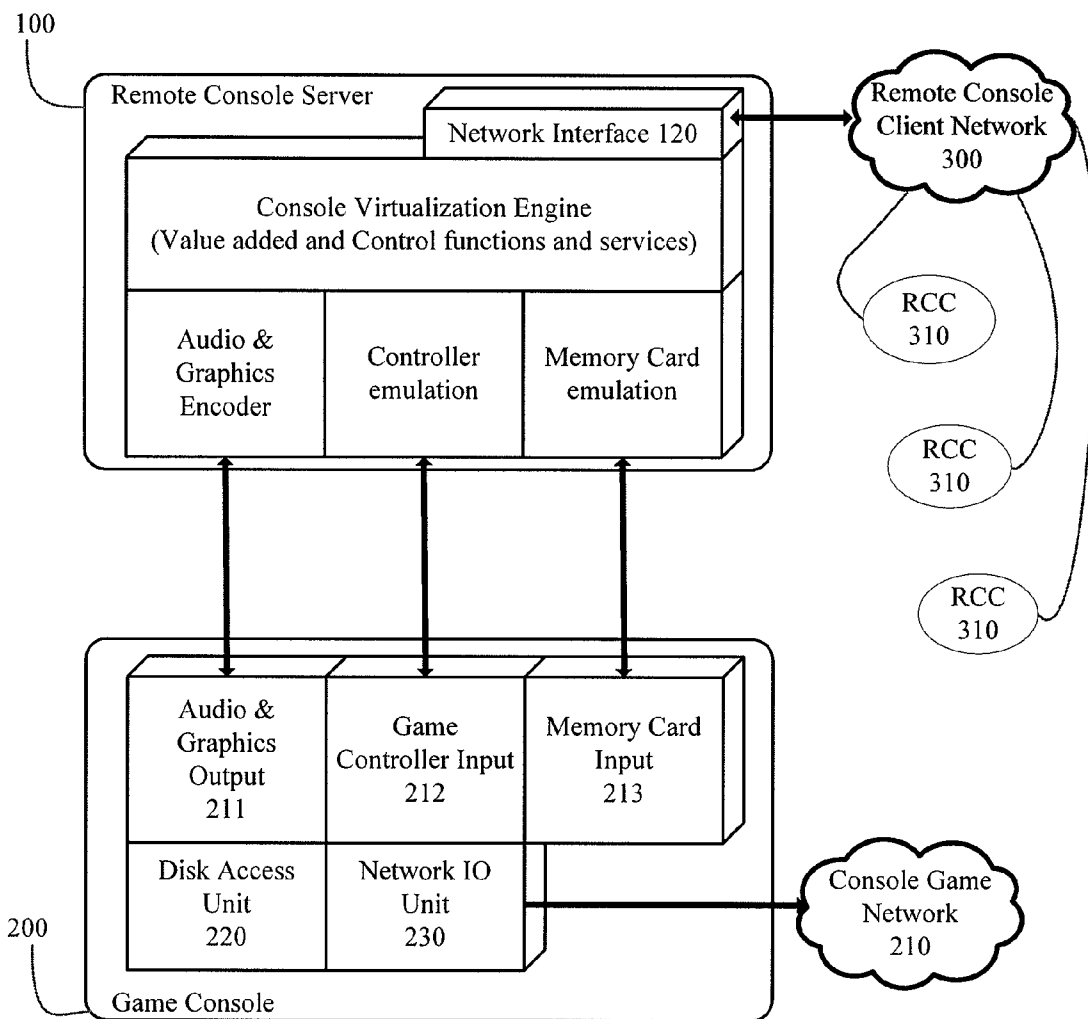 100
Remote Console Server
Network Interface 120
Console Virtualization Engine
(Value added and Control functions and services)
Audio &
Graphics
Encoder
Controller
emulation
Memory Card
emulation
Remote Console
Client Network
300
RCC
310
RCC
310
RCC
310
Audio &
Graphics
Output
211
Game
Controller Input
212
Memory Card
Input
213
Disk Access
Unit
220
Network IO
Unit
230
Console Game
Network
210
200
Game Console